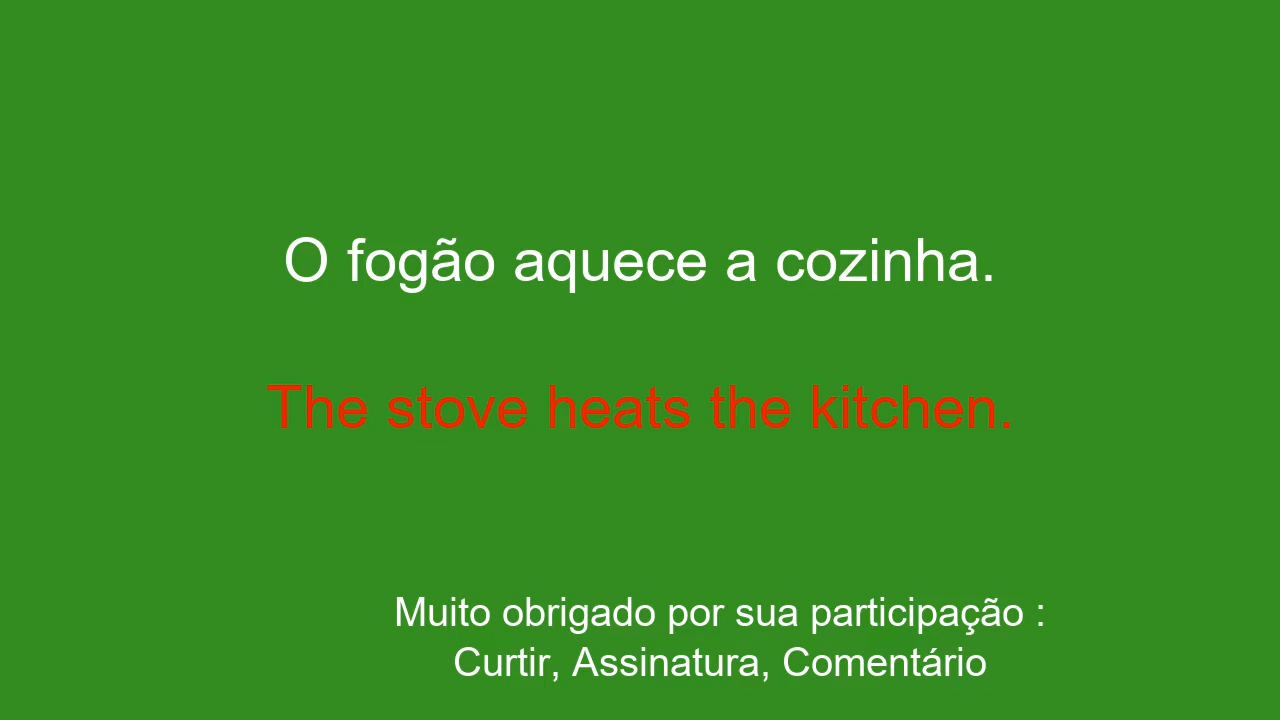 O fogão aquece a cozinha.
The stove heats the kitchen.
Muito obrigado por sua participação :
Curtir, Assinatura, Comentário